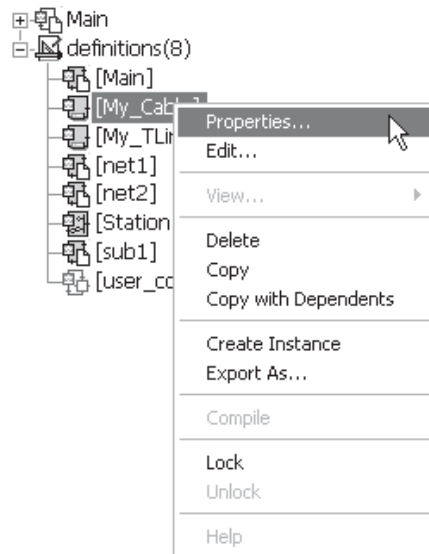 Main
definitions(8)
[Main]
[My_Cable]
[My_TLin
[net1]
[net2]
[Station
[sub1]
[user_co
Properties...
Edit...
View...
Delete
Copy
Copy with Dependents
Create Instance
Export As...
Compile
Lock
Unlock
Help